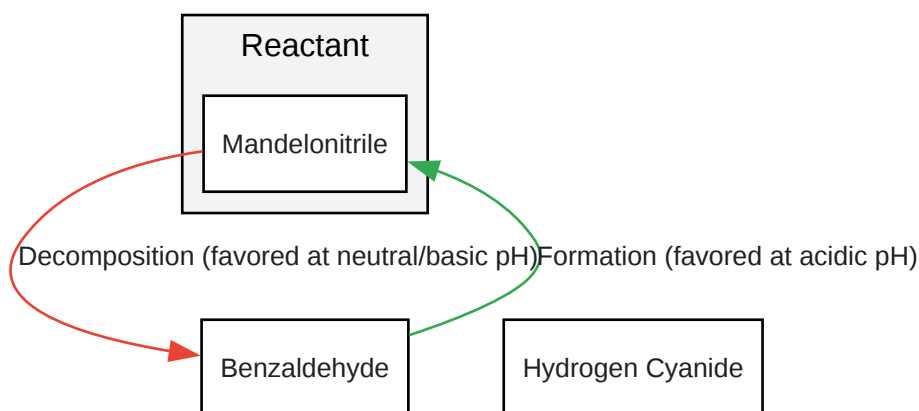 Reactant
Mandelonitrile
Decomposition (favored at neutral/basic pH)
Formation (favored at acidic pH)
Benzaldehyde
Hydrogen Cyanide